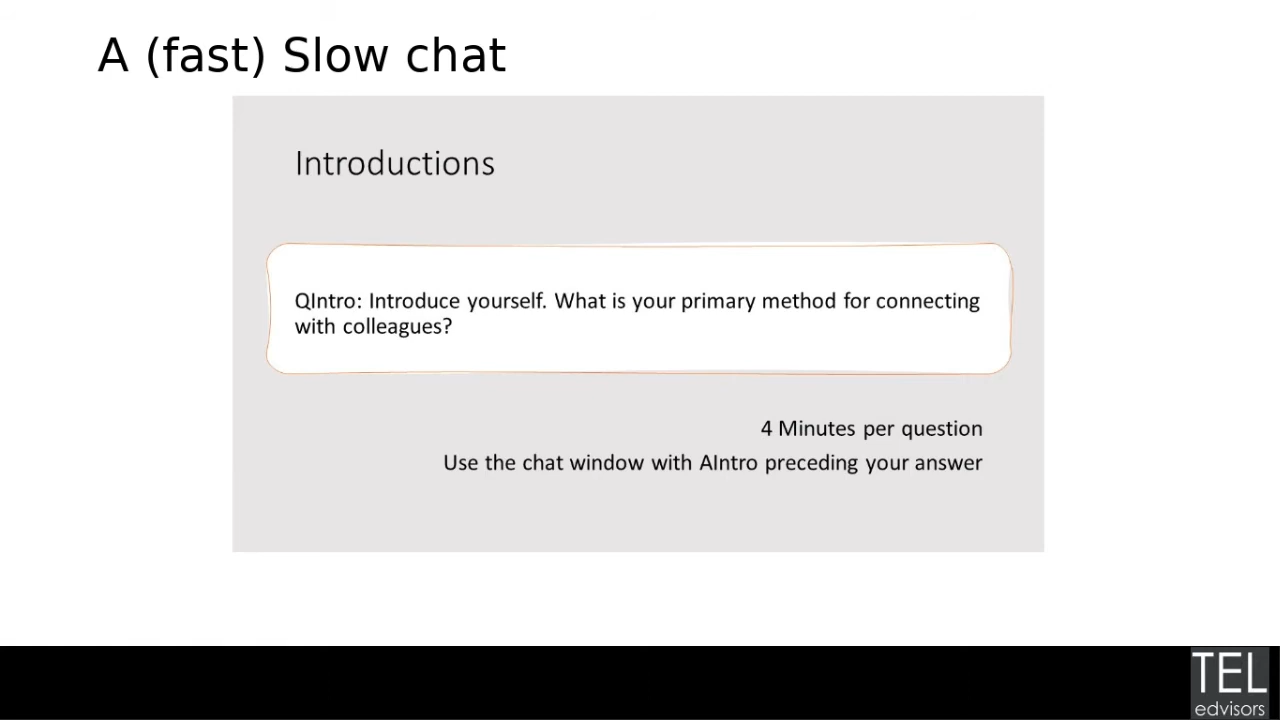 A (fast) Slow chat
Introductions
QIntro: Introduce yourself. What is your primary method for connecting
with colleagues?
4 Minutes per question
Use the chat window with AIntro preceding your answer
TEL
edvisors